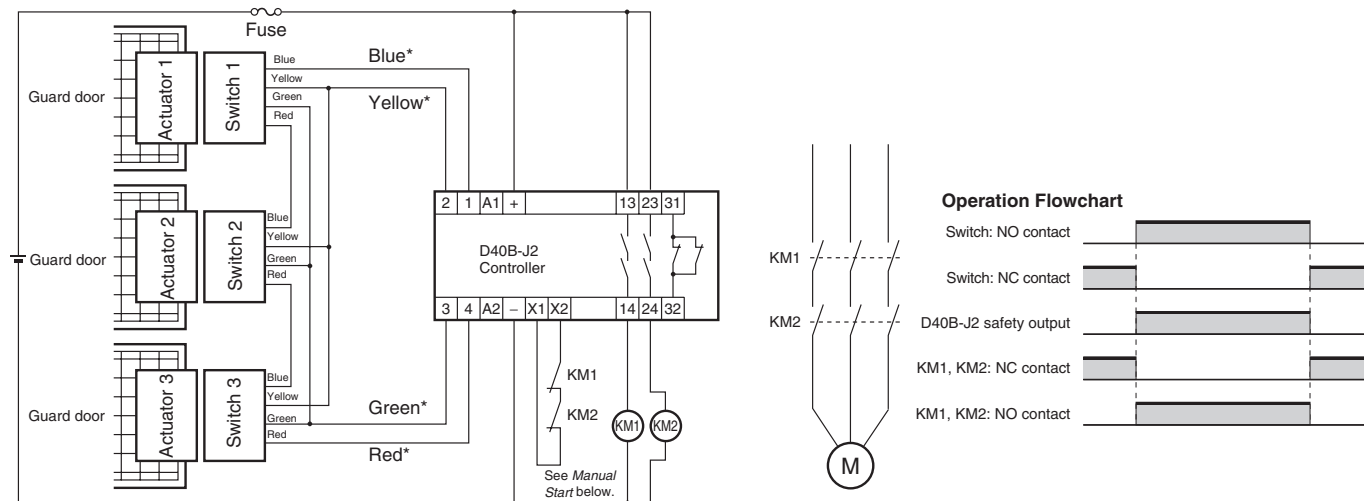 Fuse
Guard door
Actuator 1
Switch 1
Blue
Yellow
Green
Red
Blue*
Yellow*
Guard door
Actuator 2
Switch 2
Blue
Yellow
Green
Red
Guard door
Actuator 3
Switch 3
Blue
Yellow
Green
Red
Green*
Red*
2 1 A1 + 13 23 31
D40B-J2
Controller
3 4 A2 − X1 X2 14 24 32
KM1
KM2
KM1 KM2
See Manual
Start below.
KM1
KM2
M
Operation Flowchart
Switch: NO contact
Switch: NC contact
D40B-J2 safety output
KM1, KM2: NC contact
KM1, KM2: NO contact